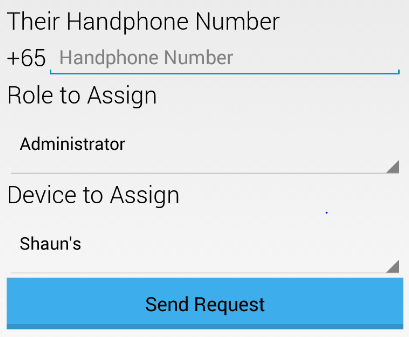 Their Handphone Number
+65 Handphone Number
Role to Assign
Administrator
Device to Assign
Shaun's
Send Request